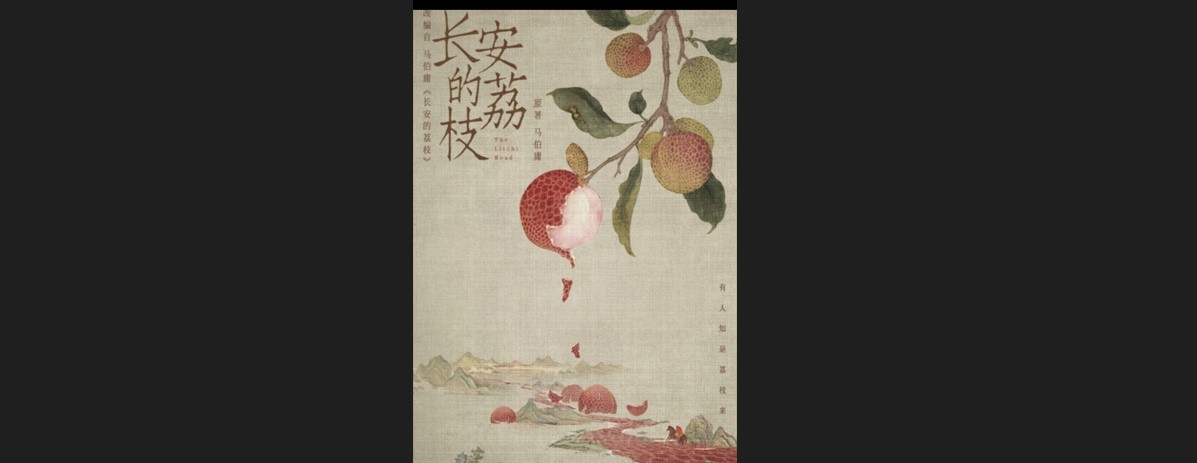 长安的荔枝
The
Litchi
Road
编自 马伯庸《长安的荔枝》
原著 马伯庸
有人知是荔枝来